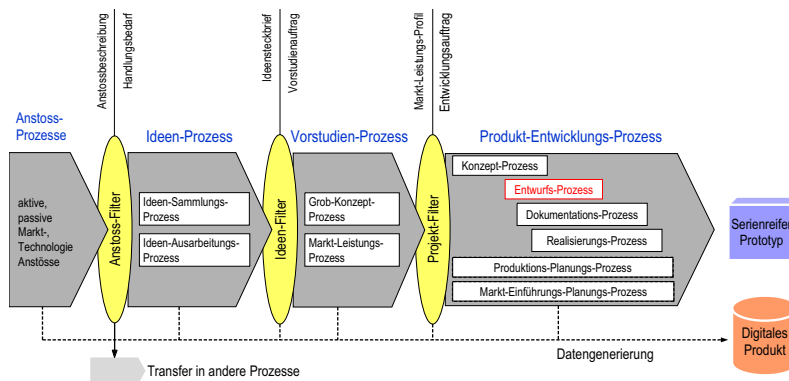 Anstossbeschreibung
Handlungsbedarf
Ideensteckbrief
Vorstudienauftrag
Markt-Leistungs-Profil
Entwicklungsauftrag
Anstoss-
Prozesse
Ideen-Prozess
Vorstudien-Prozess
Produkt-Entwicklungs-Prozess
aktive,
passive
Markt-,
Technologie
Anstösse
Anstoss-Filter
Ideen-Sammlungs-
Prozess
Ideen-Ausarbeitungs-
Prozess
Ideen-Filter
Grob-Konzept-
Prozess
Markt-Leistungs-
Prozess
Projekt-Filter
Konzept-Prozess
Entwurfs-Prozess
Dokumentations-Prozess
Realisierungs-Prozess
Produktions-Planungs-Prozess
Markt-Einführungs-Planungs-Prozess
Serienreifer
Prototyp
Digitales
Produkt
Datengenerierung
Transfer in andere Prozesse